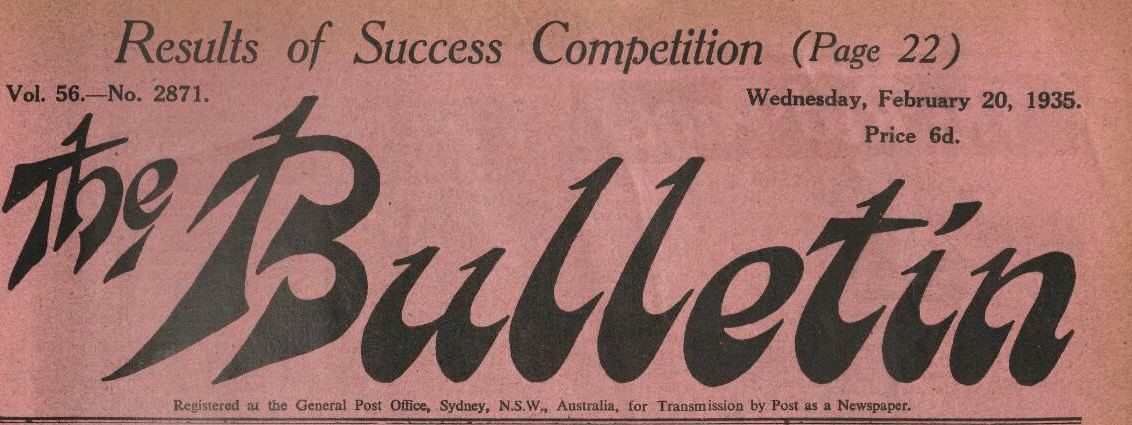 Results of Success Competition (Page 22)
Vol. 56.—No. 2871.
Wednesday, February 20, 1935.
Price 6d.
The Bulletin
Registered at the General Post Office, Sydney, N.S.W., Australia, for Transmission by Post as a Newspaper.